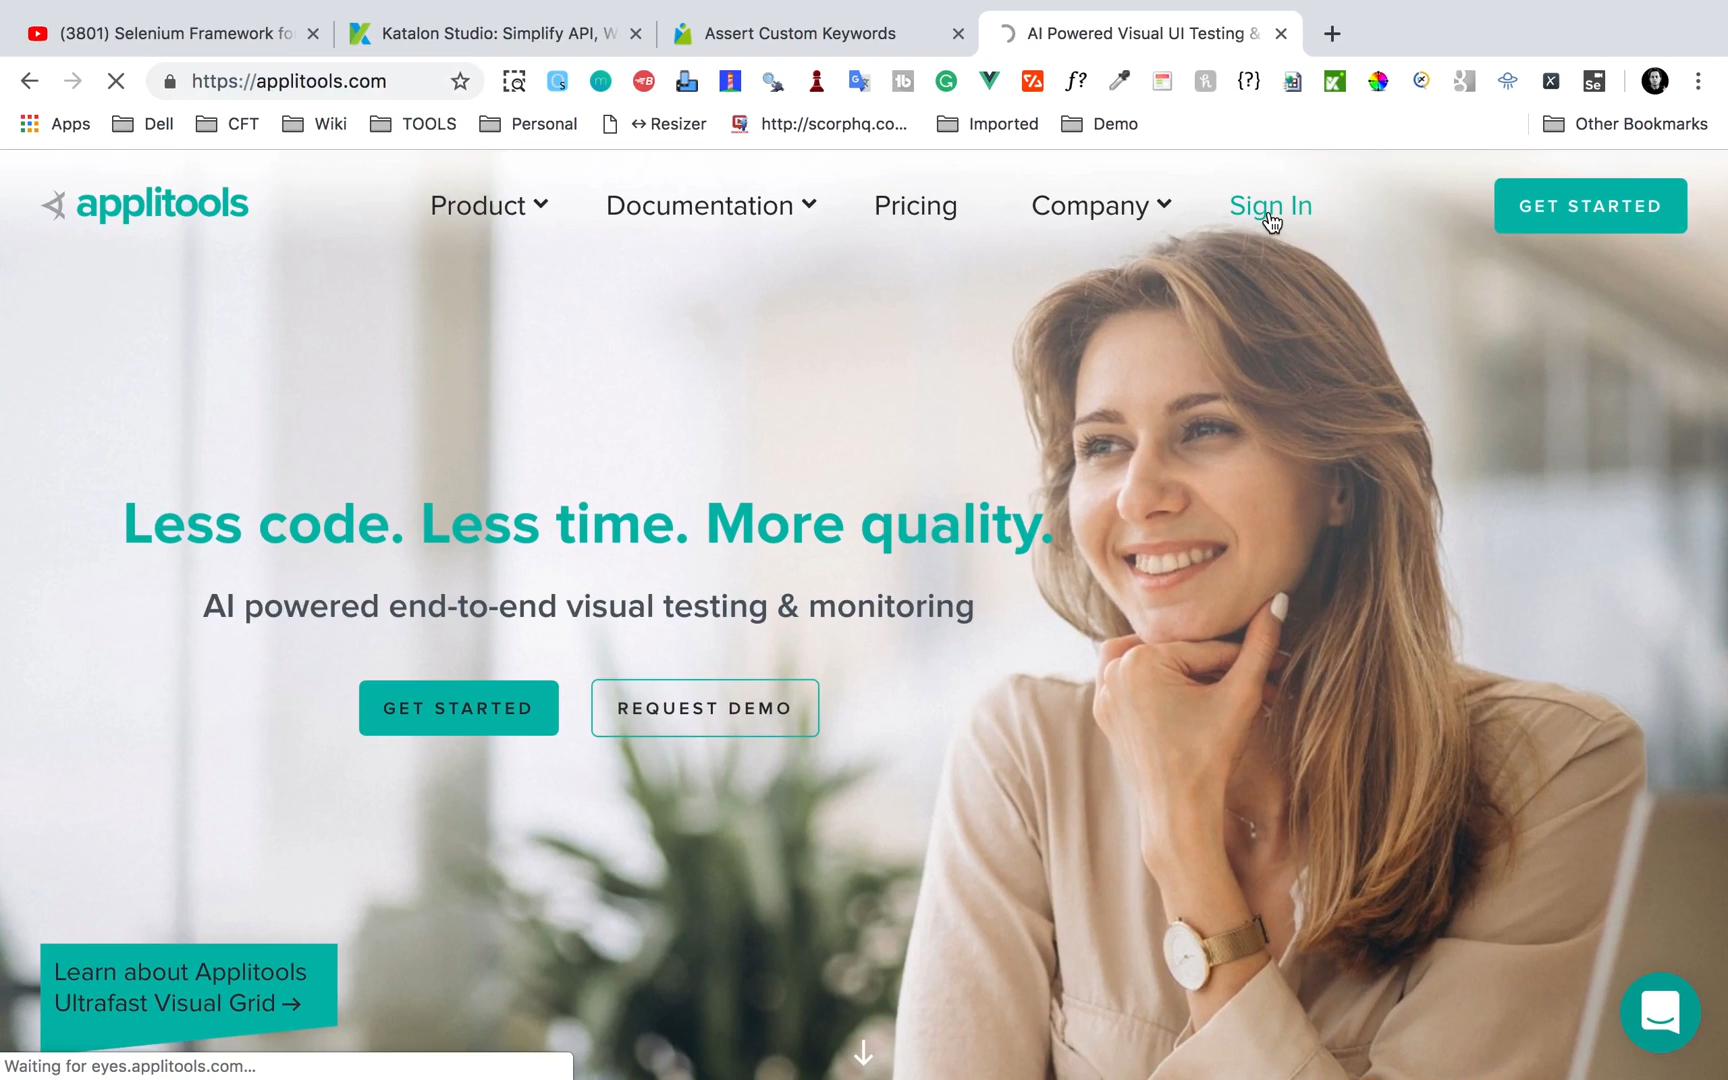 (3801) Selenium Framework fo
Katalon Studio: Simplify API, W
Assert Custom Keywords
AI Powered Visual UI Testing &
https://applitools.com
Apps
Dell
CFT
Wiki
TOOLS
Personal
↔ Resizer
http://scorphq.co...
Imported
Demo
Other Bookmarks
applitools
Product
Documentation
Pricing
Company
Sign In
GET STARTED
Less code. Less time. More quality.
AI powered end-to-end visual testing & monitoring
GET STARTED
REQUEST DEMO
Learn about Applitools
Ultrafast Visual Grid →
Waiting for eyes.applitools.com...